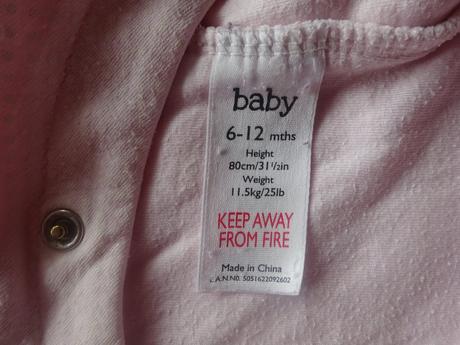 baby
6-12 mths
Height
80cm/31½in
Weight
11.5kg/25lb
KEEP AWAY
FROM FIRE
Made in China
E.A.N.NO. 5051622092602